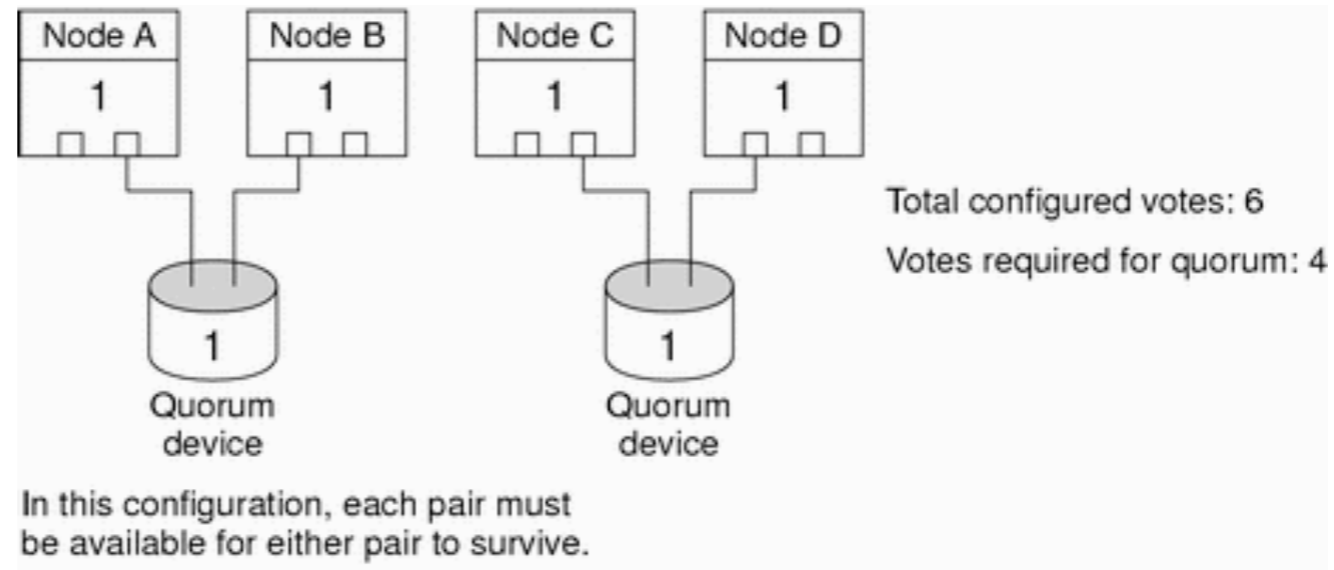 Node A
Node B
Node C
Node D
1
1
1
1
Total configured votes: 6
Votes required for quorum: 4
1
1
Quorum
device
Quorum
device
In this configuration, each pair must
be available for either pair to survive.